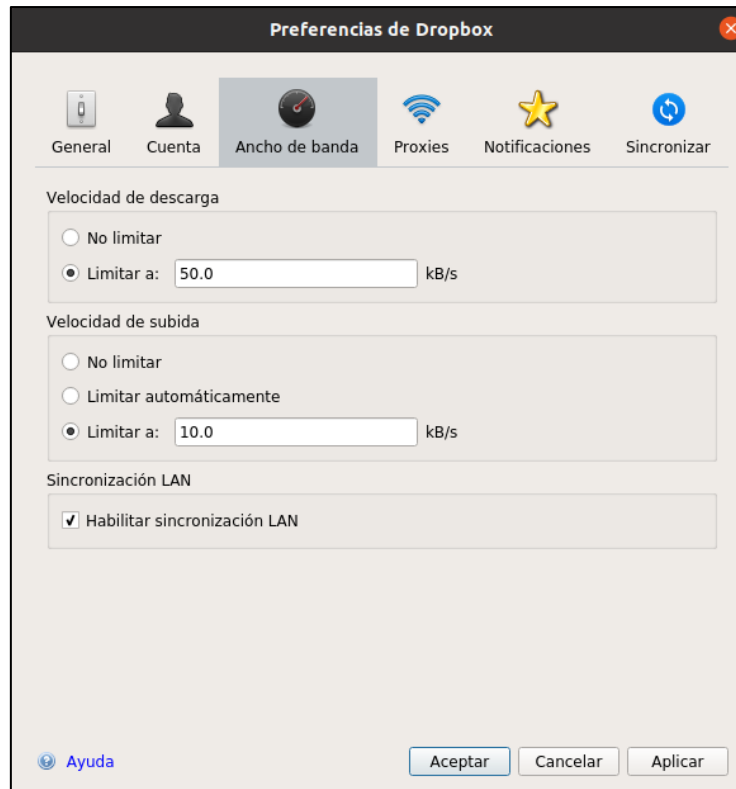 Preferencias de Dropbox
General Cuenta Ancho de banda Proxies Notificaciones Sincronizar
Velocidad de descarga
No limitar
Limitar a: 50.0 kB/s
Velocidad de subida
No limitar
Limitar automáticamente
Limitar a: 10.0 kB/s
Sincronización LAN
Habilitar sincronización LAN
Ayuda Aceptar Cancelar Aplicar